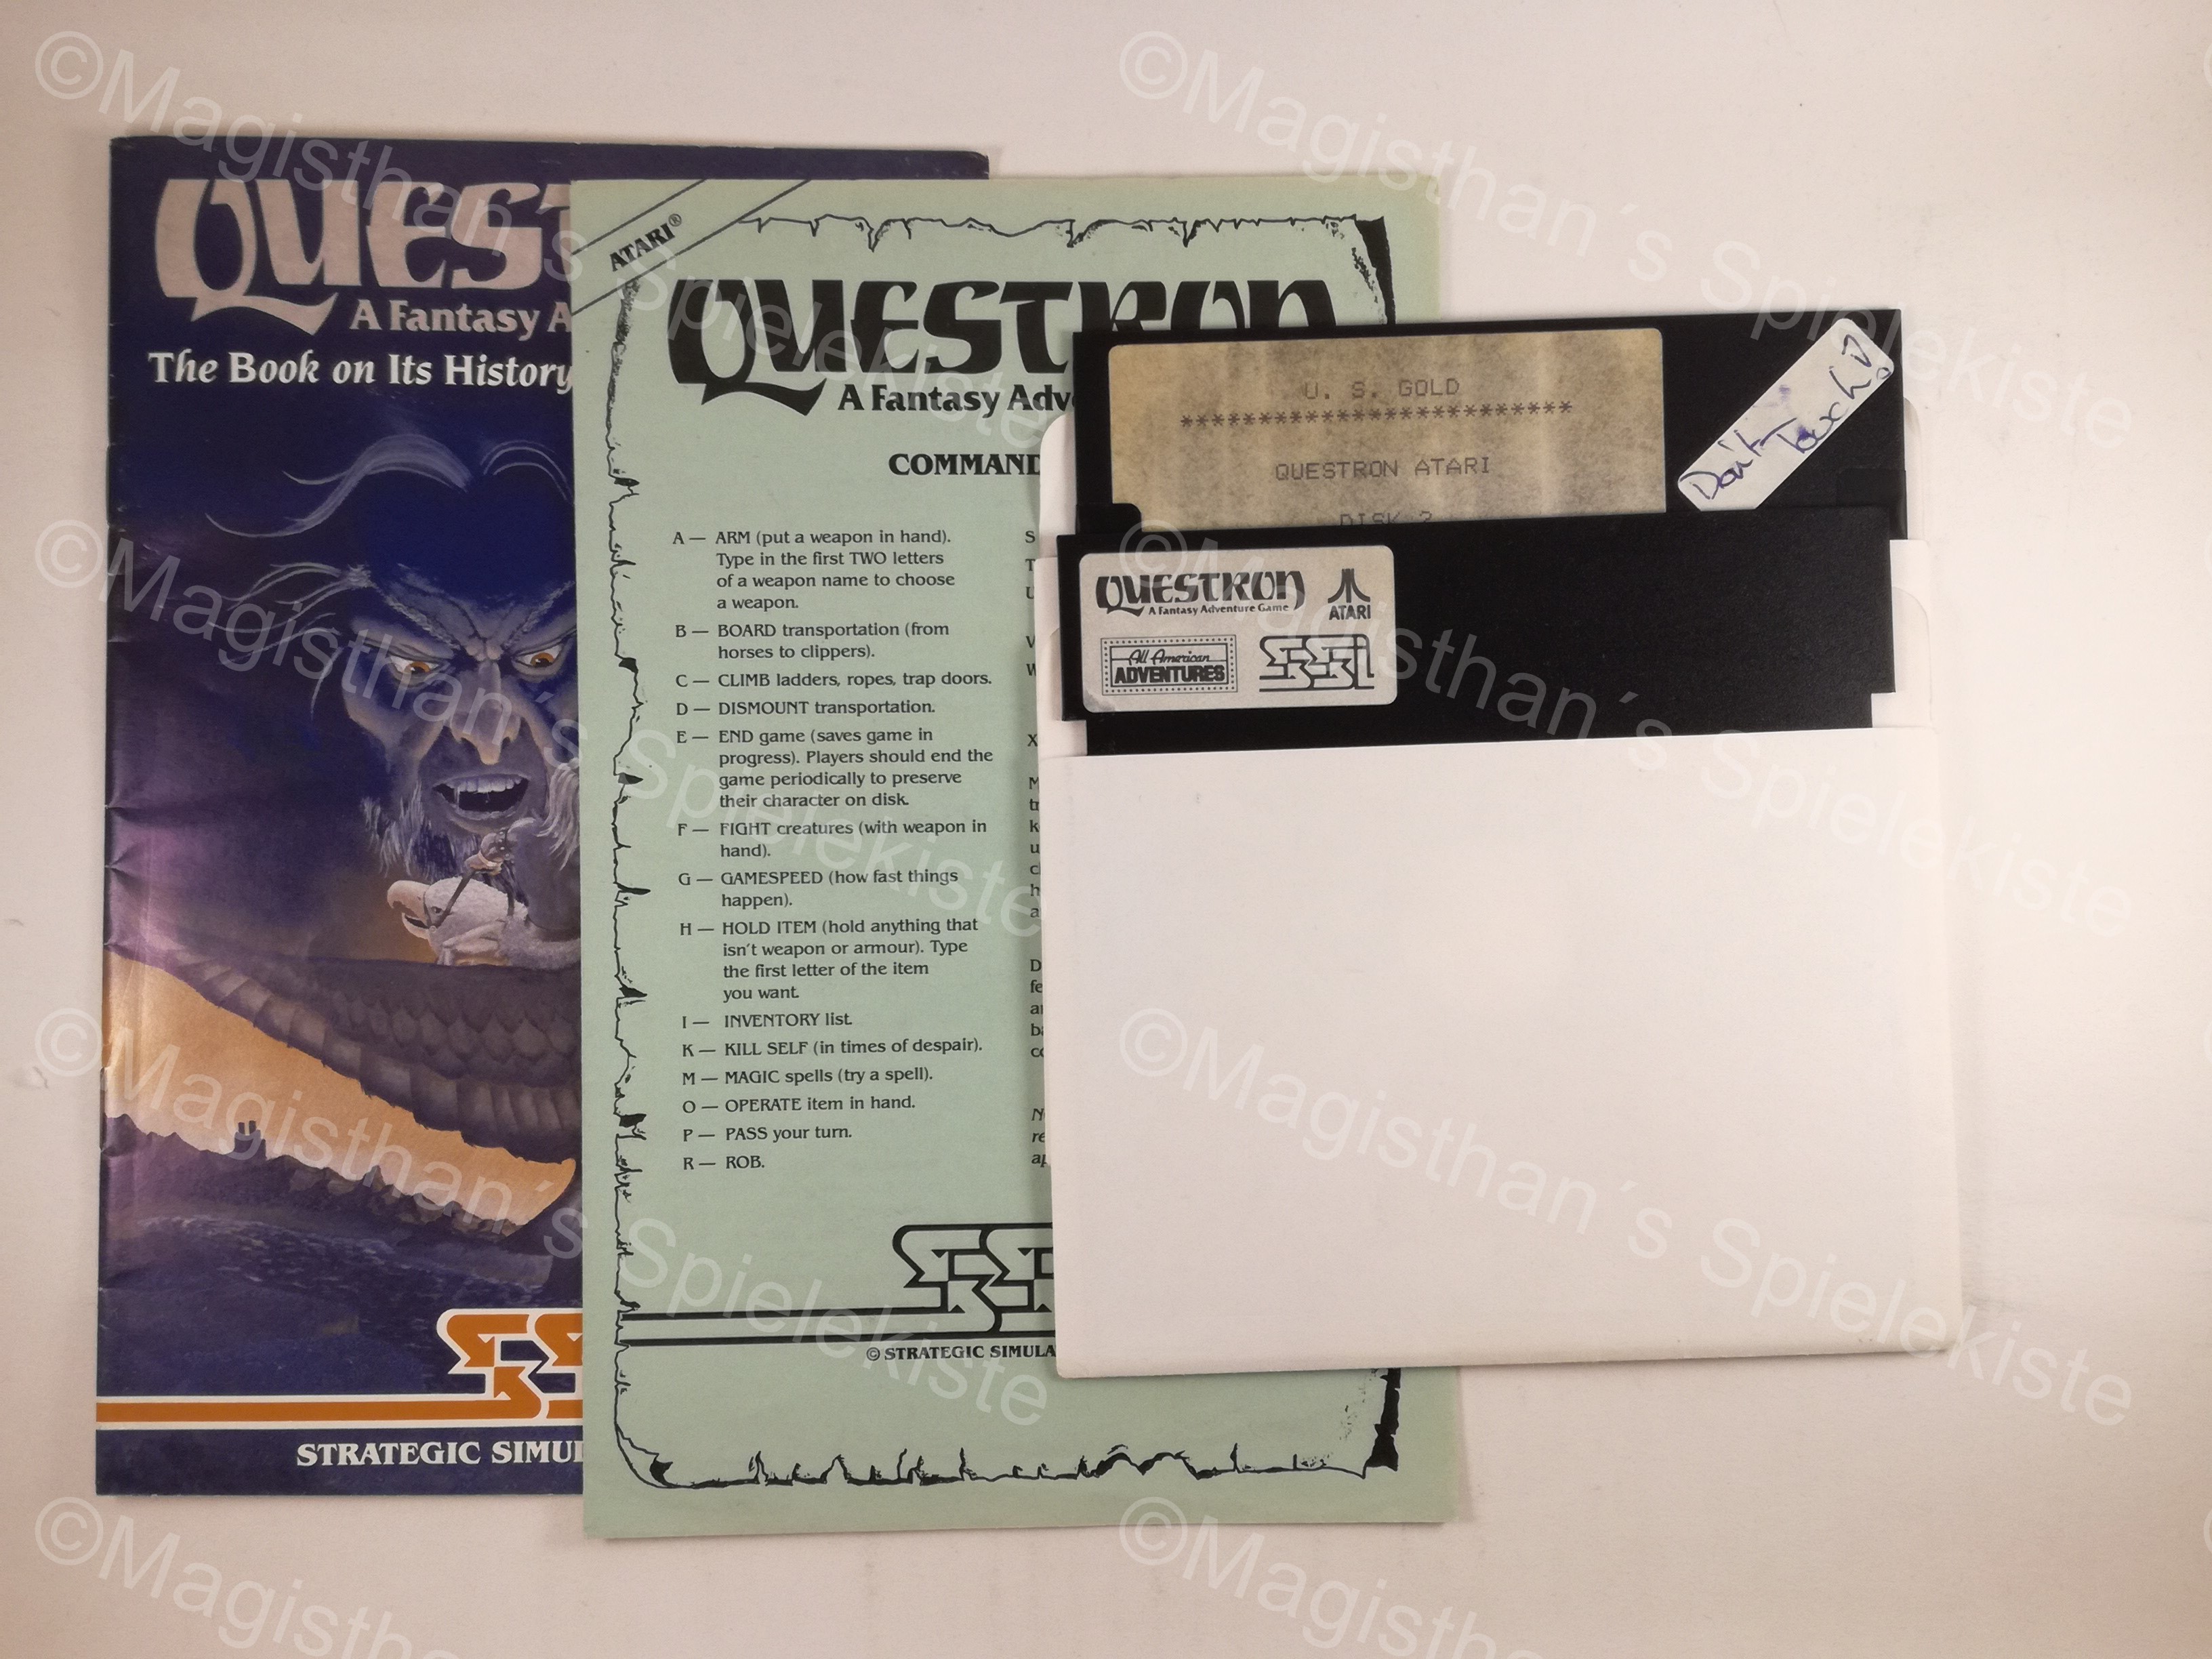 QUEST
A Fantasy A
The Book on Its History
STRATEGIC SIMUL
ATARI®
QUESTRON
A Fantasy Adve
COMMAND
A — ARM (put a weapon in hand).
Type in the first TWO letters
of a weapon name to choose
a weapon.
B — BOARD transportation (from
horses to clippers).
C — CLIMB ladders, ropes, trap doors.
D — DISMOUNT transportation.
E — END game (saves game in
progress). Players should end the
game periodically to preserve
their character on disk.
F — FIGHT creatures (with weapon in
hand).
G — GAMESPEED (how fast things
happen).
H — HOLD ITEM (hold anything that
isn't weapon or armour). Type
the first letter of the item
you want.
I — INVENTORY list.
K — KILL SELF (in times of despair).
M — MAGIC spells (try a spell).
O — OPERATE item in hand.
P — PASS your turn.
R — ROB.
S
T
U
V
W
X
© STRATEGIC SIMULA
U. S. GOLD
*************************
QUESTRON ATARI
DISK 2
Don't Touch!
QUESTRON
A Fantasy Adventure Game
ATARI
All American
ADVENTURES
SSI
©Magisthan´s Spielekiste